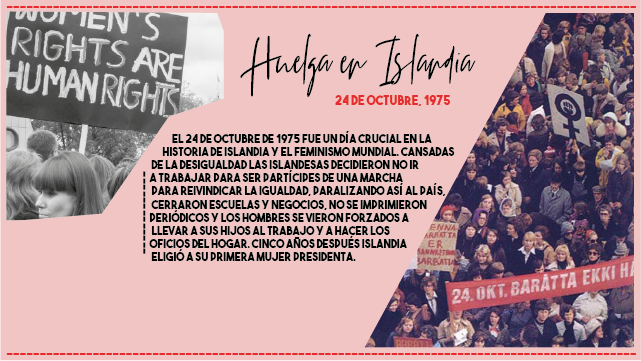 WOMEN'S
RIGHTS ARE
HUMAN RIGHTS
Huelga en Islandia
24 DE OCTUBRE, 1975
EL 24 DE OCTUBRE DE 1975 FUE UN DÍA CRUCIAL EN LA
HISTORIA DE ISLANDIA Y EL FEMINISMO MUNDIAL. CANSADAS
DE LA DESIGUALDAD LAS ISLANDESAS DECIDIERON NO IR
A TRABAJAR PARA SER PARTÍCIPES DE UNA MARCHA
PARA REIVINDICAR LA IGUALDAD, PARALIZANDO ASÍ AL PAÍS,
CERRARON ESCUELAS Y NEGOCIOS, NO SE IMPRIMIERON
PERIÓDICOS Y LOS HOMBRES SE VIERON FORZADOS A
LLEVAR A SUS HIJOS AL TRABAJO Y A HACER LOS
OFICIOS DEL HOGAR. CINCO AÑOS DESPUÉS ISLANDIA
ELIGIÓ A SU PRIMERA MUJER PRESIDENTA.
BARÁTTA
ER
BARÁTTA
24. OKT. BARÁTTA EKKI